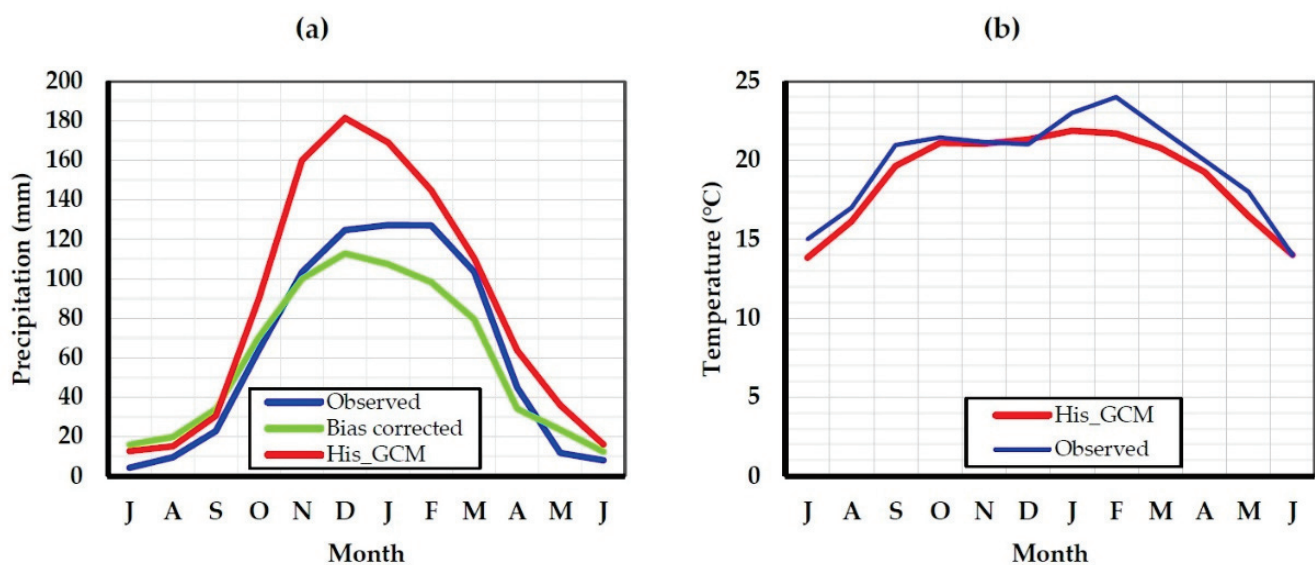 (a)
Precipitation (mm)
200
180
160
140
120
100
80
60
40
20
0
Observed
Bias corrected
His_GCM
J A S O N D J F M A M J
Month
(b)
Temperature (°C)
25
20
15
10
5
0
His_GCM
Observed
J A S O N D J F M A M J
Month